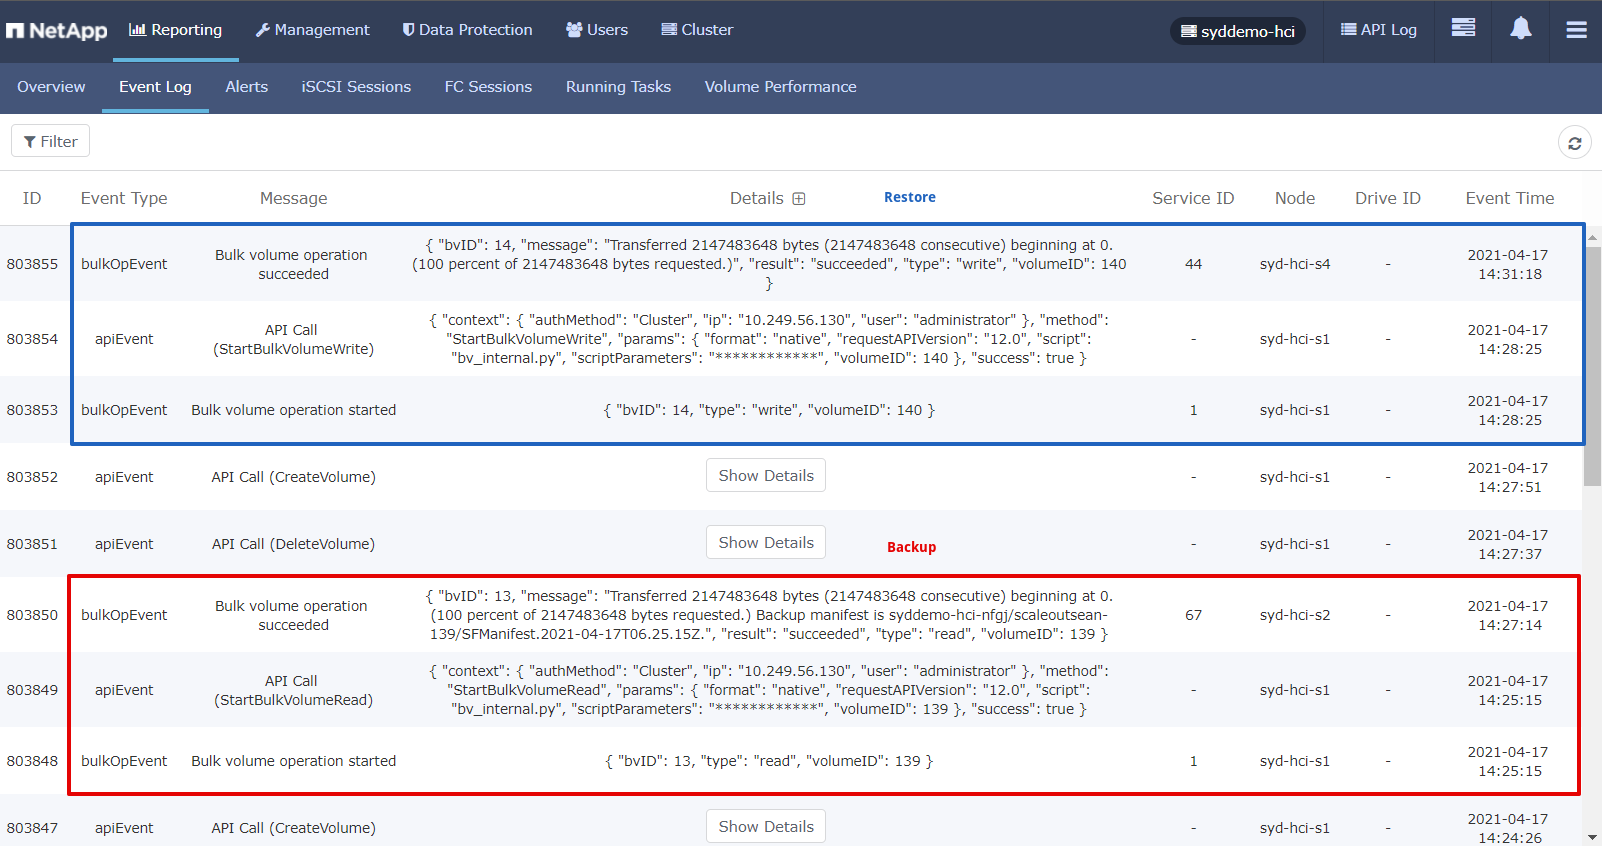 NetApp Reporting Management Data Protection Users Cluster syddemo-hci API Log
Overview Event Log Alerts iSCSI Sessions FC Sessions Running Tasks Volume Performance
Filter
ID Event Type Message Details Restore Service ID Node Drive ID Event Time
803855 bulkOpEvent Bulk volume operation
succeeded
{ "bvID": 14, "message": "Transferred 2147483648 bytes (2147483648 consecutive) beginning at 0.
(100 percent of 2147483648 bytes requested.)", "result": "succeeded", "type": "write", "volumeID": 140
}
44 syd-hci-s4 - 2021-04-17
14:31:18
803854 apiEvent API Call
(StartBulkVolumeWrite)
{ "context": { "authMethod": "Cluster", "ip": "10.249.56.130", "user": "administrator" }, "method":
"StartBulkVolumeWrite", "params": { "format": "native", "requestAPIVersion": "12.0", "script":
"bv_internal.py", "scriptParameters": "************", "volumeID": 140 }, "success": true }
- syd-hci-s1 - 2021-04-17
14:28:25
803853 bulkOpEvent Bulk volume operation started { "bvID": 14, "type": "write", "volumeID": 140 } 1 syd-hci-s1 - 2021-04-17
14:28:25
803852 apiEvent API Call (CreateVolume) Show Details - syd-hci-s1 - 2021-04-17
14:27:51
803851 apiEvent API Call (DeleteVolume) Show Details - syd-hci-s1 - 2021-04-17
14:27:37
Backup
803850 bulkOpEvent Bulk volume operation
succeeded
{ "bvID": 13, "message": "Transferred 2147483648 bytes (2147483648 consecutive) beginning at 0.
(100 percent of 2147483648 bytes requested.) Backup manifest is syddemo-hci-nfgj/scaleoutsean-
139/SFManifest.2021-04-17T06.25.15Z.", "result": "succeeded", "type": "read", "volumeID": 139 }
67 syd-hci-s2 - 2021-04-17
14:27:14
803849 apiEvent API Call
(StartBulkVolumeRead)
{ "context": { "authMethod": "Cluster", "ip": "10.249.56.130", "user": "administrator" }, "method":
"StartBulkVolumeRead", "params": { "format": "native", "requestAPIVersion": "12.0", "script":
"bv_internal.py", "scriptParameters": "************", "volumeID": 139 }, "success": true }
- syd-hci-s1 - 2021-04-17
14:25:15
803848 bulkOpEvent Bulk volume operation started { "bvID": 13, "type": "read", "volumeID": 139 } 1 syd-hci-s1 - 2021-04-17
14:25:15
803847 apiEvent API Call (CreateVolume) Show Details - syd-hci-s1 - 2021-04-17
14:24:26